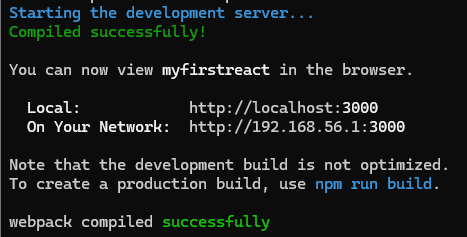 Starting the development server...
Compiled successfully!
You can now view myfirstreact in the browser.
Local: http://localhost:3000
On Your Network: http://192.168.56.1:3000
Note that the development build is not optimized.
To create a production build, use npm run build.
webpack compiled successfully